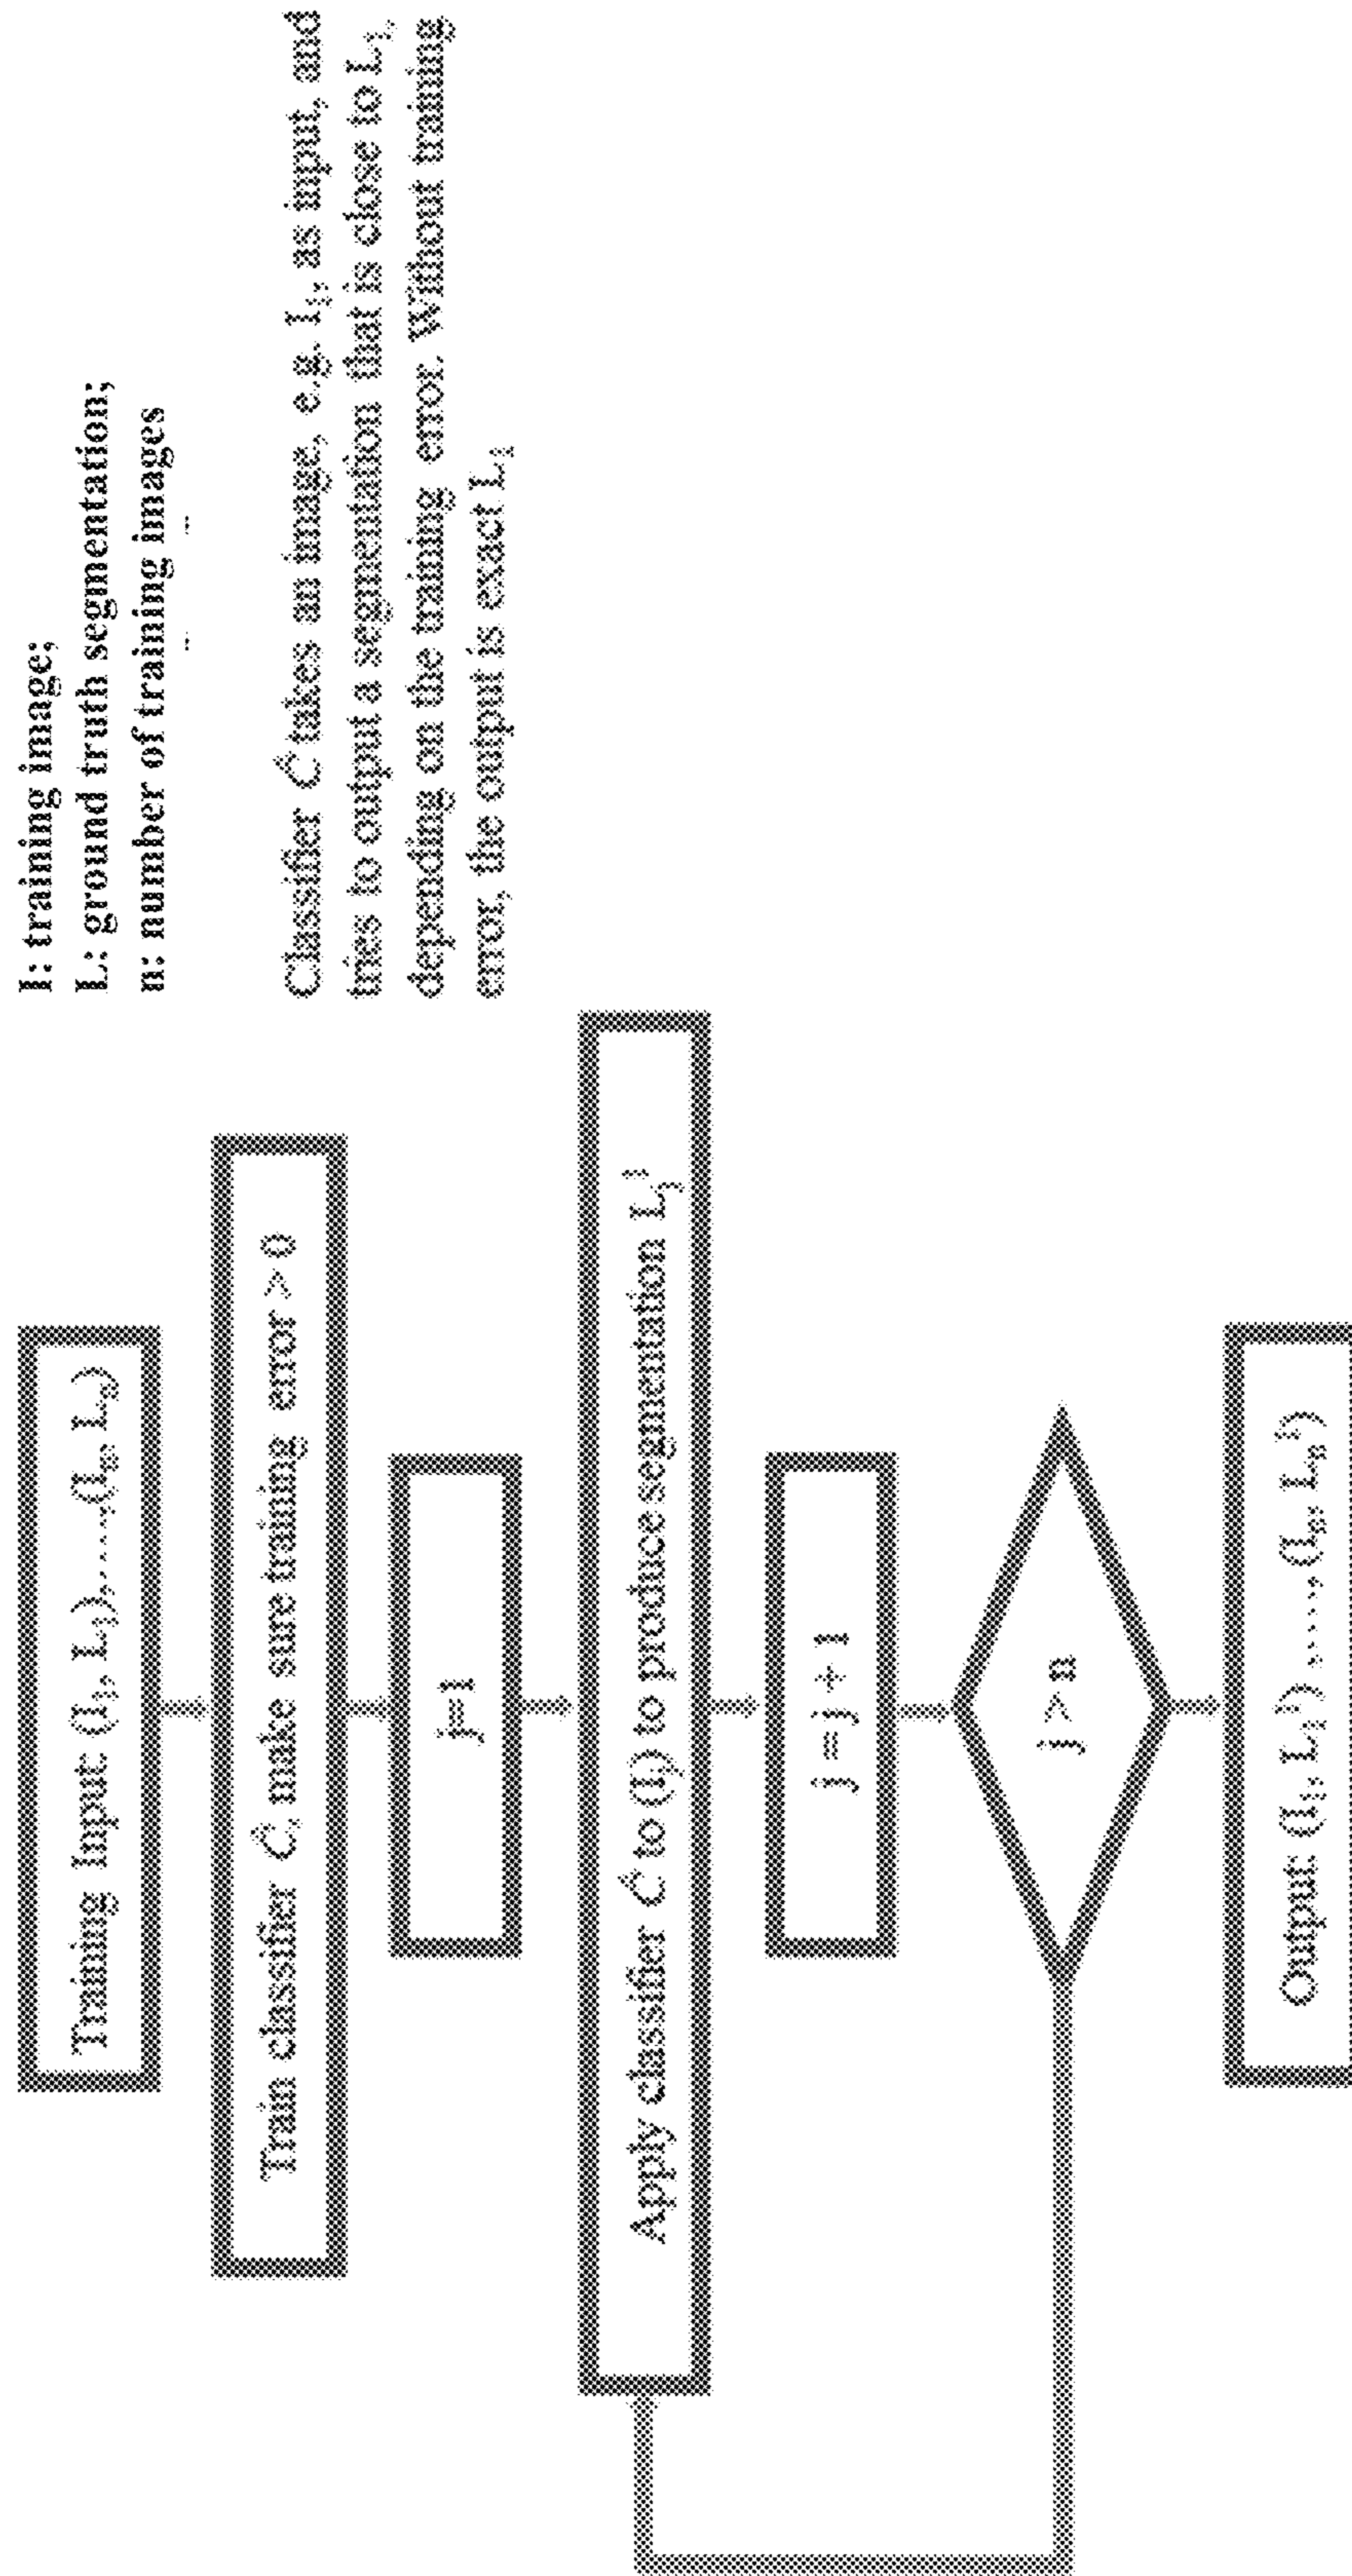 I: training image;
L: ground truth segmentation;
n: number of training images
Classifier Ĉ takes an image, e.g. I₁, as input, and
tries to output a segmentation that is close to L₁,
depending on the training error. Without training
error, the output is exact L₁
Training Input (I₁, L₁),.....,(Iₙ, Lₙ)
Train classifier Ĉ, make sure training error > 0
j=1
Apply classifier Ĉ to (Iⱼ) to produce segmentation Lⱼ¹
j = j + 1
j > n
Output: (I₁, L₁¹) ....., (Iₙ, Lₙ¹)